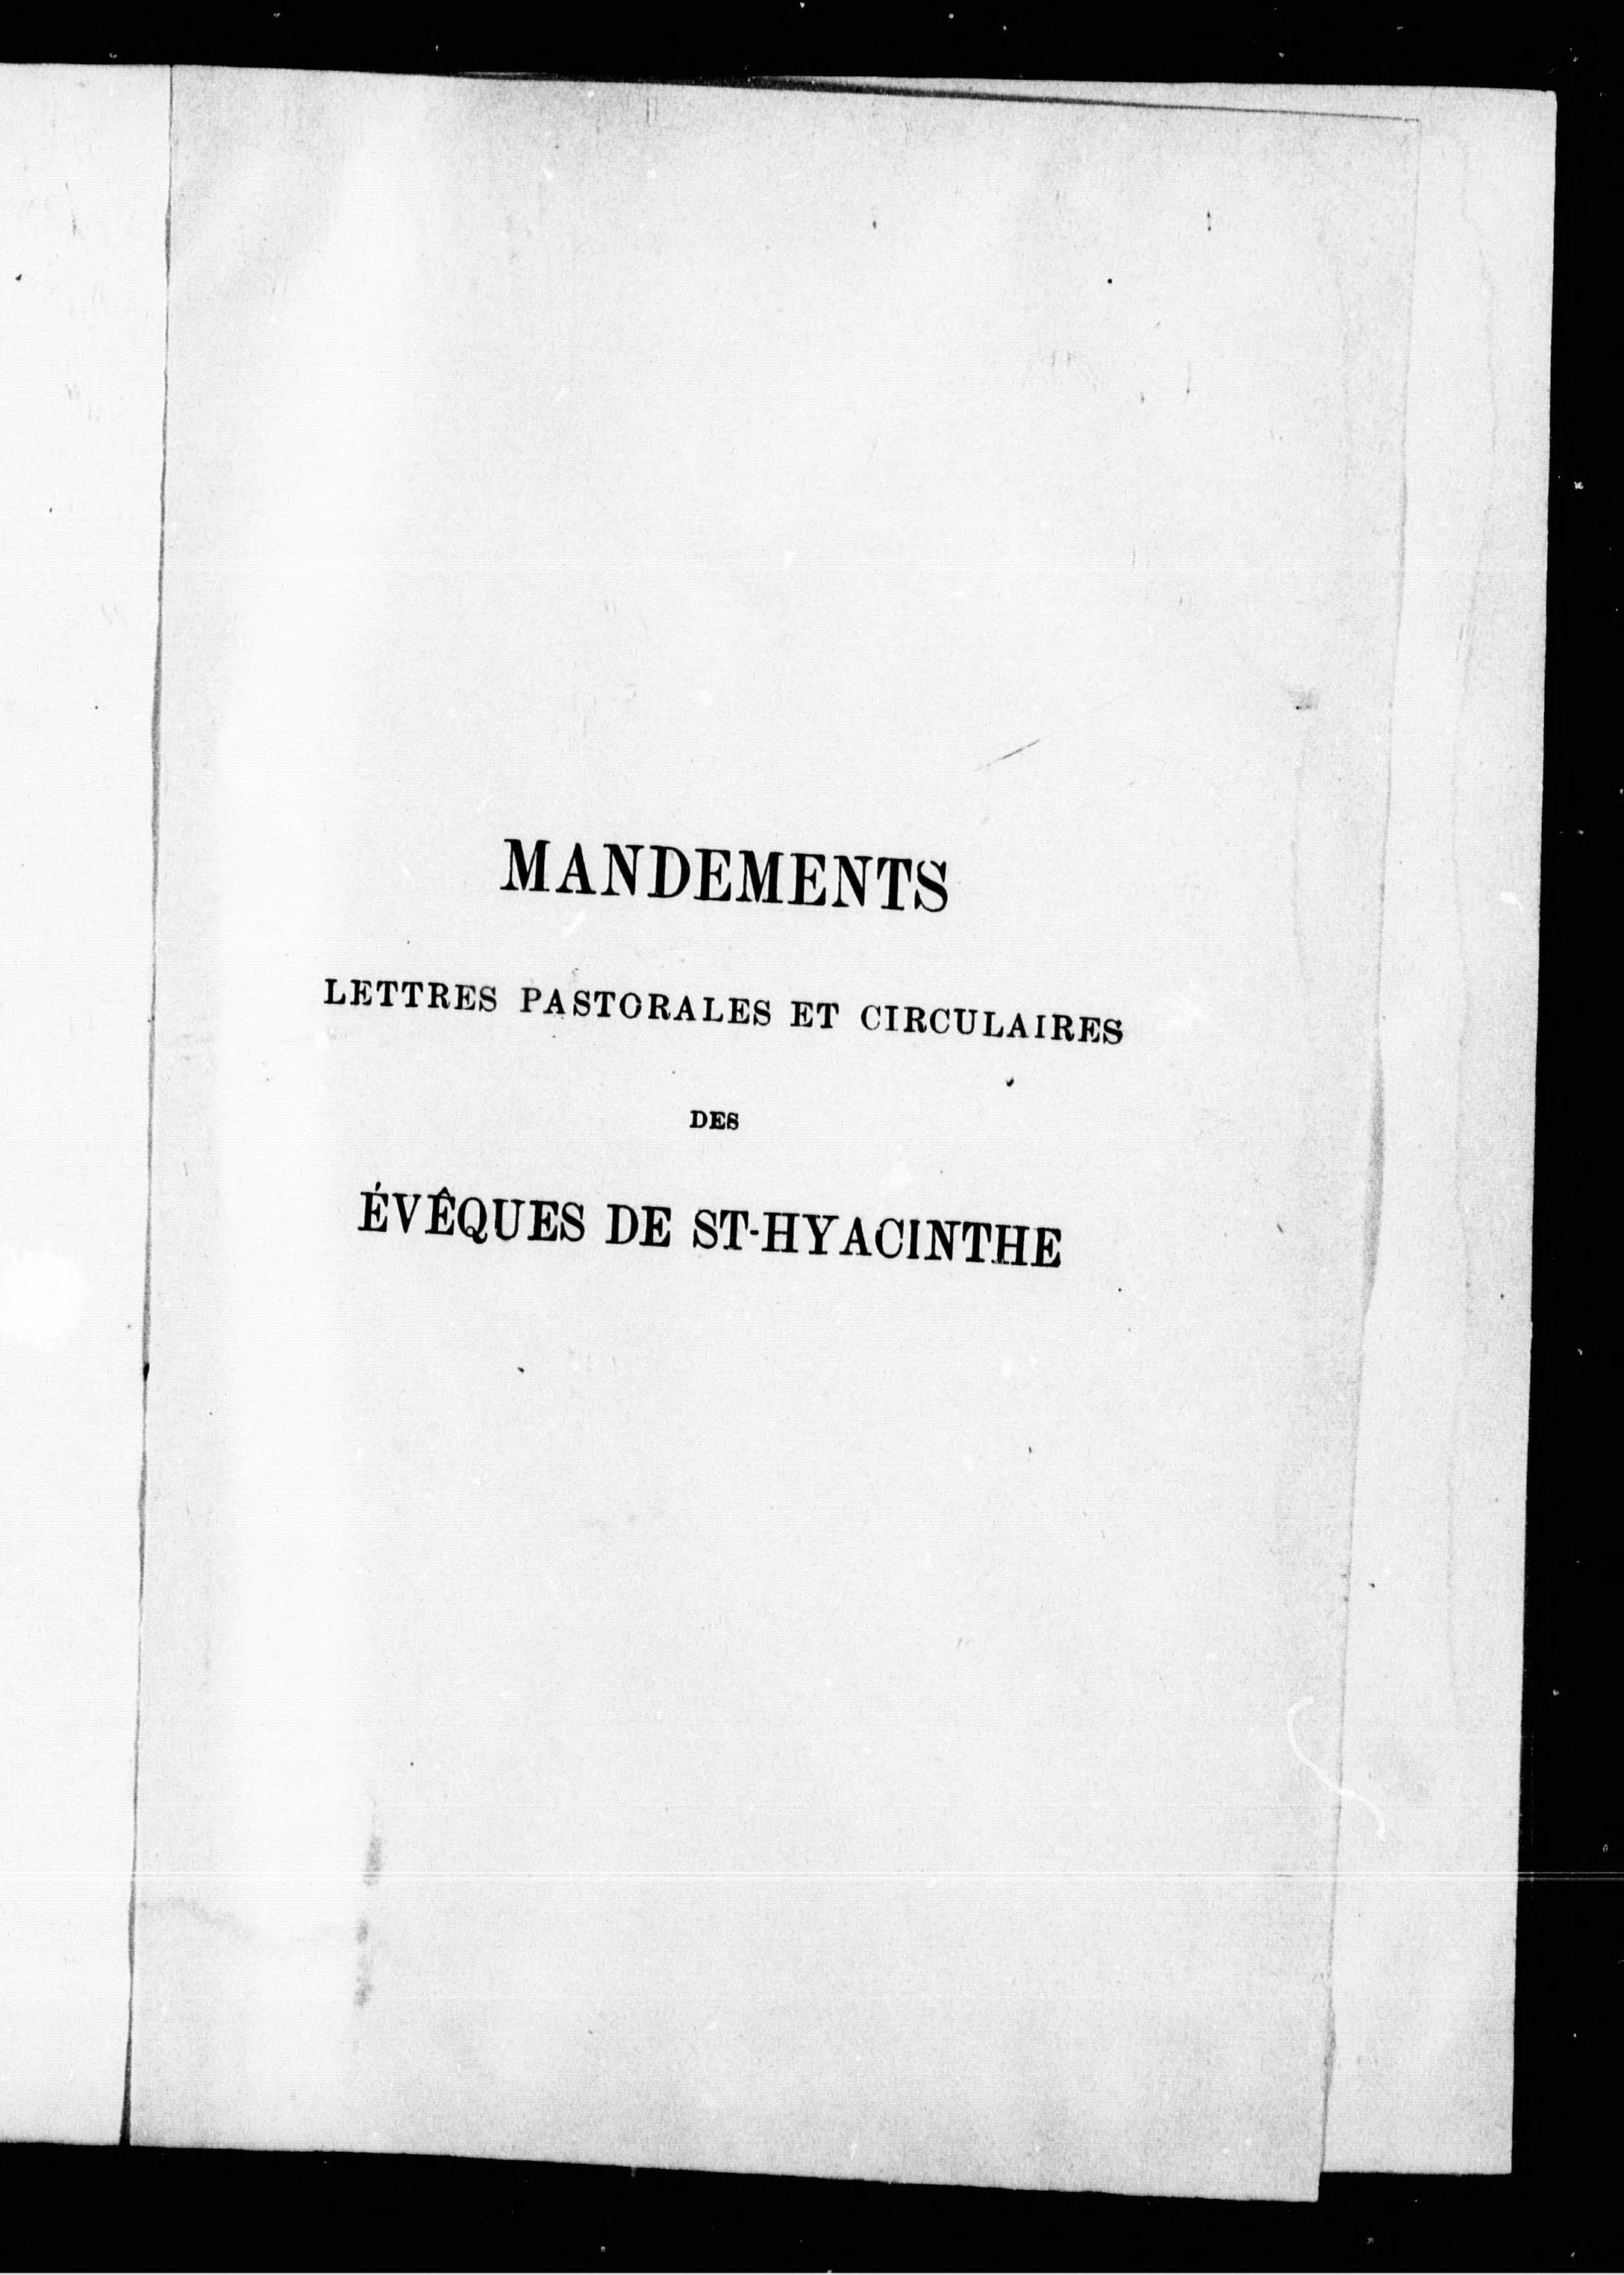 MANDEMENTS
LETTRES PASTORALES ET CIRCULAIRES
DES
ÉVÊQUES DE ST-HYACINTHE